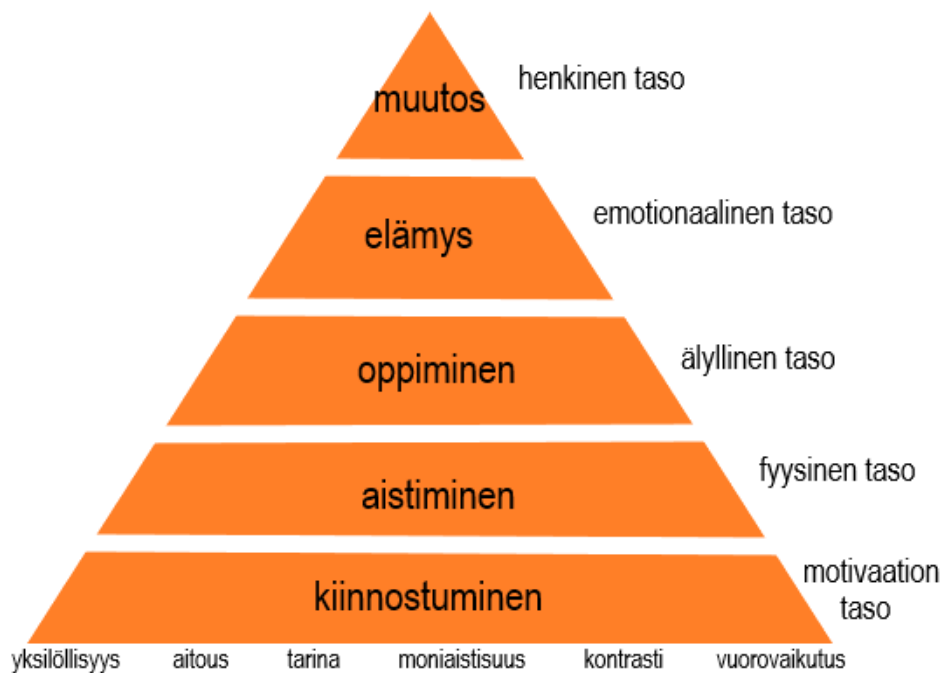 muutos
henkinen taso
elämys
emotionaalinen taso
oppiminen
älyllinen taso
aistiminen
fyysinen taso
kiinnostuminen
motivaation
taso
yksilöllisyys aitous tarina moniaistisuus kontrasti vuorovaikutus